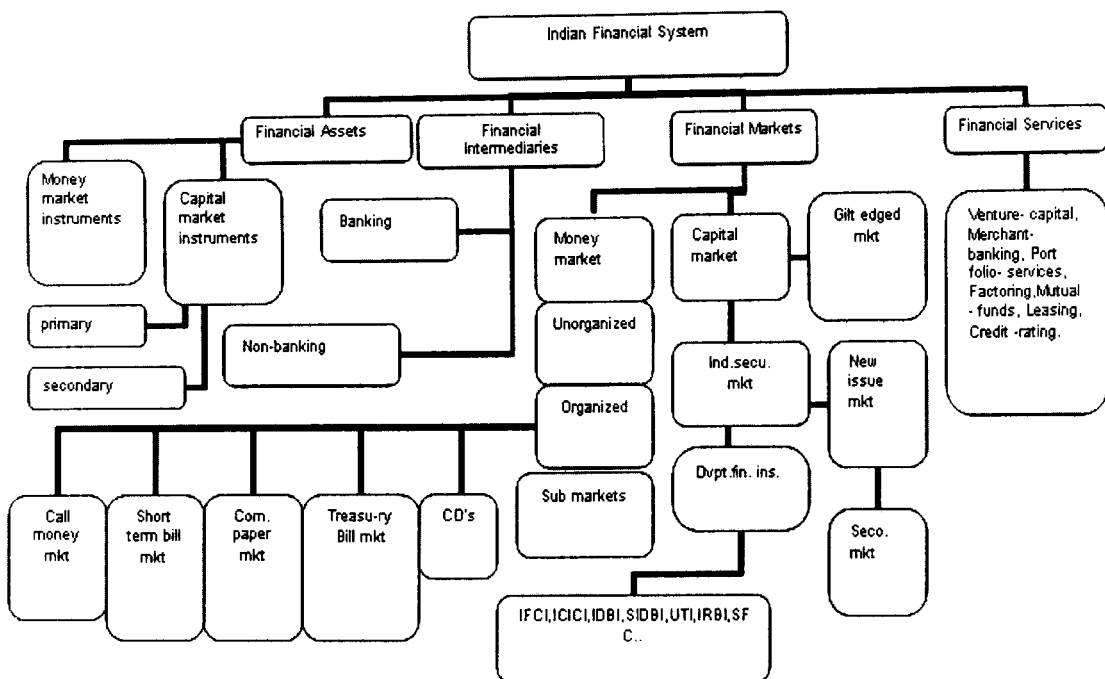 Indian Financial System
Financial Assets
Financial
Intermediaries
Financial Markets
Financial Services
Money
market
instruments
Capital
market
instruments
Banking
Money
market
Capital
market
Gilt edged
mkt
Venture- capital,
Merchant-
banking, Port
folio- services,
Factoring,Mutual
- funds, Leasing,
Credit -rating.
primary
Non-banking
Unorganized
Ind.secu.
mkt
New
issue
mkt
secondary
Organized
Call
money
mkt
Short
term bill
mkt
Com.
paper
mkt
Treasu-ry
Bill mkt
CD's
Sub markets
Dvpt.fin. ins.
Seco.
mkt
IFCI,ICICI,IDBI,SIDBI,UTI,IRBI,SF
C..